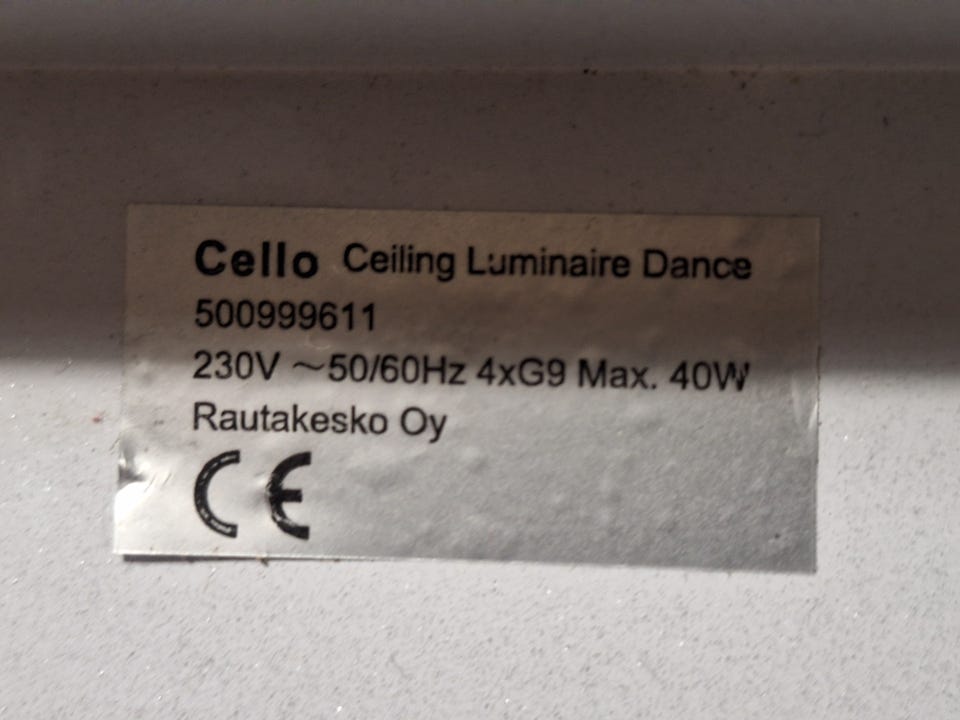 Cello Ceiling Luminaire Dance
500999611
230V ~50/60Hz 4xG9 Max. 40W
Rautakesko Oy
CE